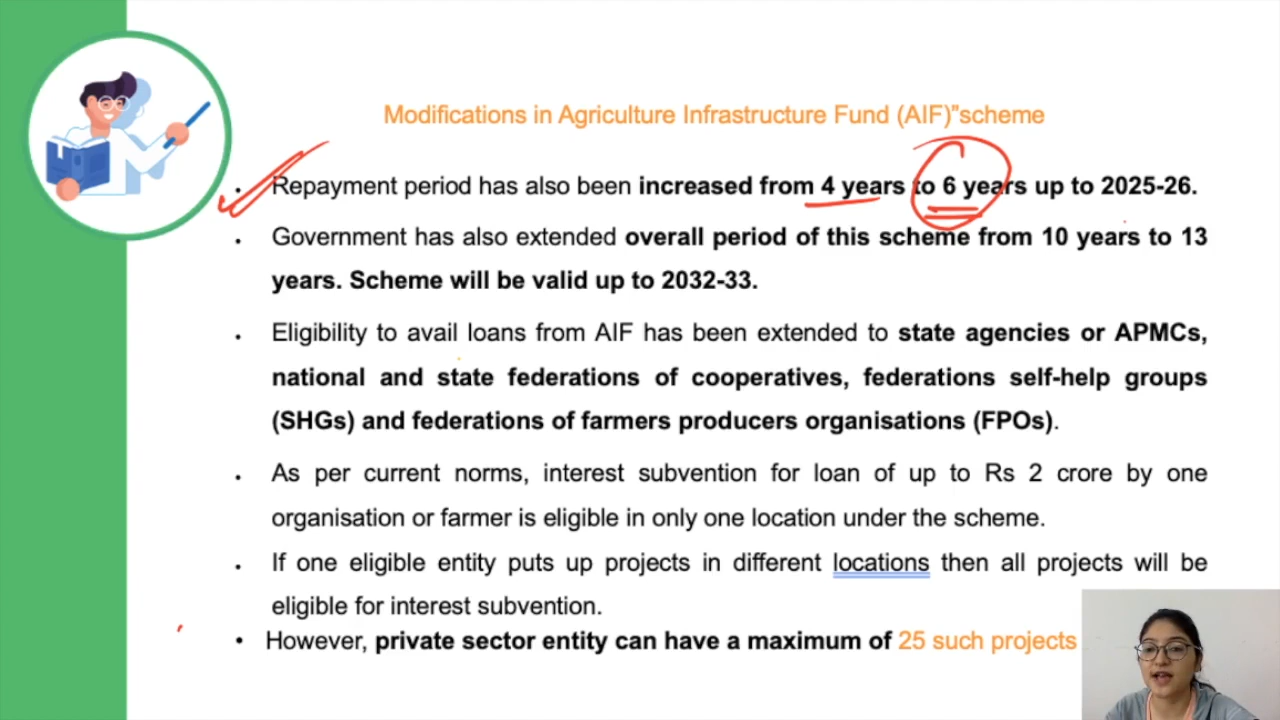 Modifications in Agriculture Infrastructure Fund (AIF)"scheme
• Repayment period has also been increased from 4 years to 6 years up to 2025-26.
• Government has also extended overall period of this scheme from 10 years to 13
years. Scheme will be valid up to 2032-33.
• Eligibility to avail loans from AIF has been extended to state agencies or APMCs,
national and state federations of cooperatives, federations self-help groups
(SHGs) and federations of farmers producers organisations (FPOs).
• As per current norms, interest subvention for loan of up to Rs 2 crore by one
organisation or farmer is eligible in only one location under the scheme.
• If one eligible entity puts up projects in different locations then all projects will be
eligible for interest subvention.
• However, private sector entity can have a maximum of 25 such projects